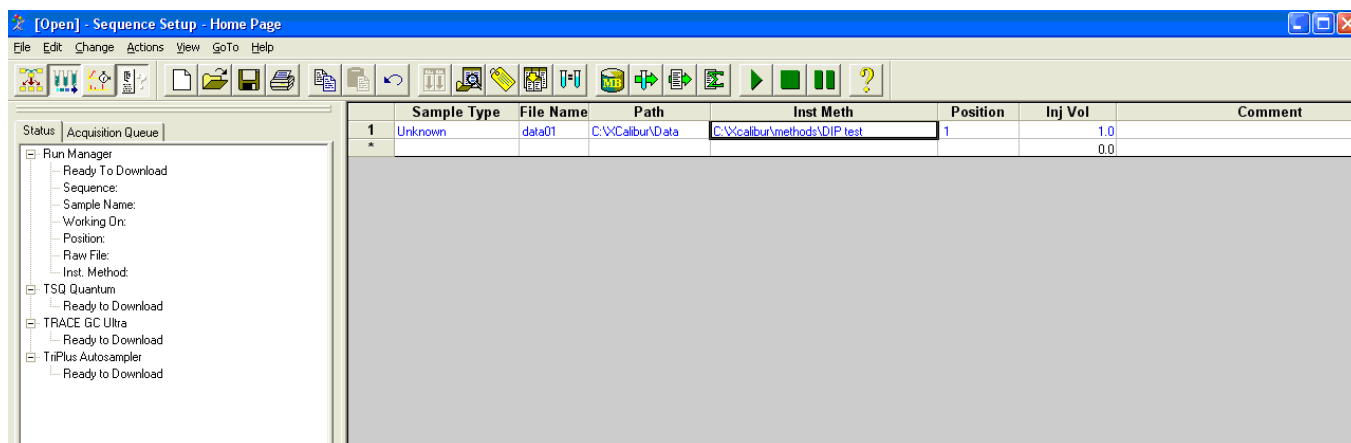 [Open] - Sequence Setup - Home Page
File Edit Change Actions View GoTo Help
MB
Status Acquisition Queue
Run Manager
Ready To Download
Sequence:
Sample Name:
Working On:
Position:
Raw File:
Inst. Method:
TSQ Quantum
Ready to Download
TRACE GC Ultra
Ready to Download
TriPlus Autosampler
Ready to Download
Sample Type File Name Path Inst Meth Position Inj Vol Comment
1 Unknown data01 C:\XCalibur\Data C:\Xcalibur\methods\DIP test 1 1.0
* 0.0